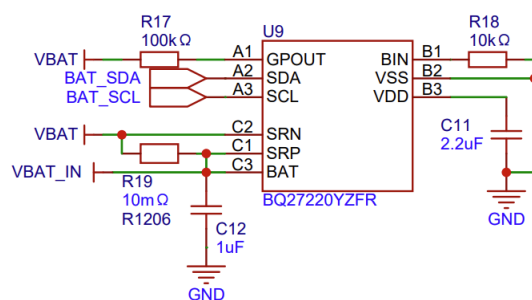 R17
100kΩ
VBAT
BAT_SDA
BAT_SCL
A1
A2
A3
U9
GPOUT
SDA
SCL
BIN
VSS
VDD
B1
B2
B3
R18
10kΩ
C11
2.2uF
GND
VBAT
VBAT_IN
C2
C1
C3
SRN
SRP
BAT
R19
10mΩ
R1206
BQ27220YZFR
C12
1uF
GND